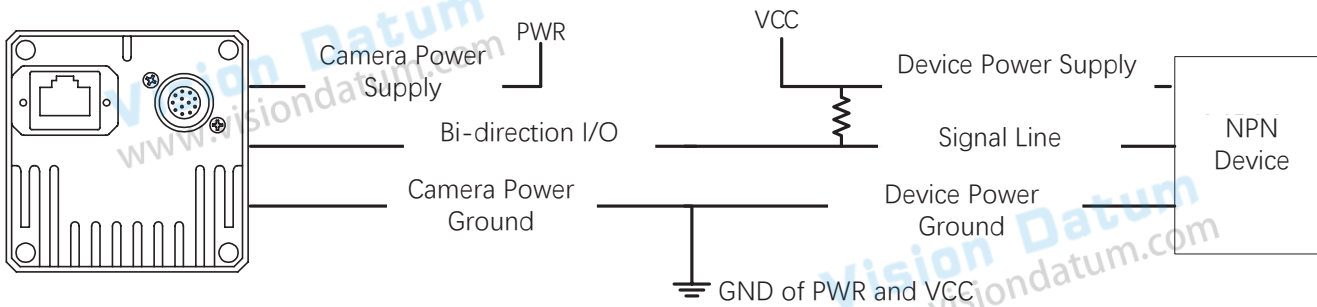 PWR
VCC
Camera Power
Supply
Device Power Supply
Bi-direction I/O
Signal Line
NPN
Device
Camera Power
Ground
Device Power
Ground
GND of PWR and VCC
Vision Datum
www.visiondatum.com
Vision Datum
visiondatum.com